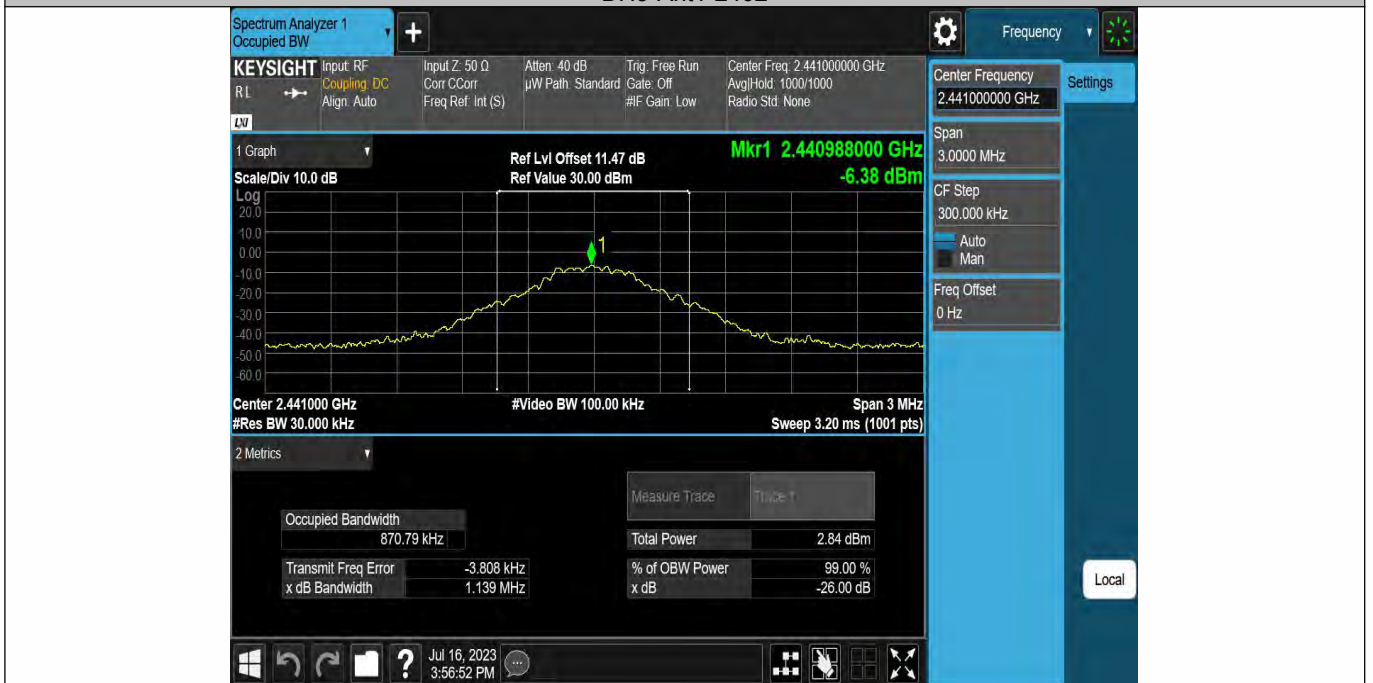 Spectrum Analyzer 1
Occupied BW
Frequency
KEYSIGHT
RL
LXI
Input: RF
Coupling: DC
Align: Auto
Input Z: 50 Ω
Corr CCorr
Freq Ref: Int (S)
Atten: 40 dB
µW Path: Standard
Trig: Free Run
Gate: Off
#IF Gain: Low
Center Freq: 2.441000000 GHz
Avg|Hold: 1000/1000
Radio Std: None
1 Graph
Scale/Div 10.0 dB
Ref Lvl Offset 11.47 dB
Ref Value 30.00 dBm
Mkr1 2.440988000 GHz
-6.38 dBm
Log
20.0
10.0
0.00
-10.0
-20.0
-30.0
-40.0
-50.0
-60.0
1
Center 2.441000 GHz
#Video BW 100.00 kHz
Span 3 MHz
#Res BW 30.000 kHz
Sweep 3.20 ms (1001 pts)
2 Metrics
Measure Trace
Trace 1
Occupied Bandwidth
870.79 kHz
Total Power
2.84 dBm
Transmit Freq Error
-3.808 kHz
% of OBW Power
99.00 %
x dB Bandwidth
1.139 MHz
x dB
-26.00 dB
Center Frequency
2.441000000 GHz
Settings
Span
3.0000 MHz
CF Step
300.000 kHz
Auto
Man
Freq Offset
0 Hz
Local
?
Jul 16, 2023
3:56:52 PM